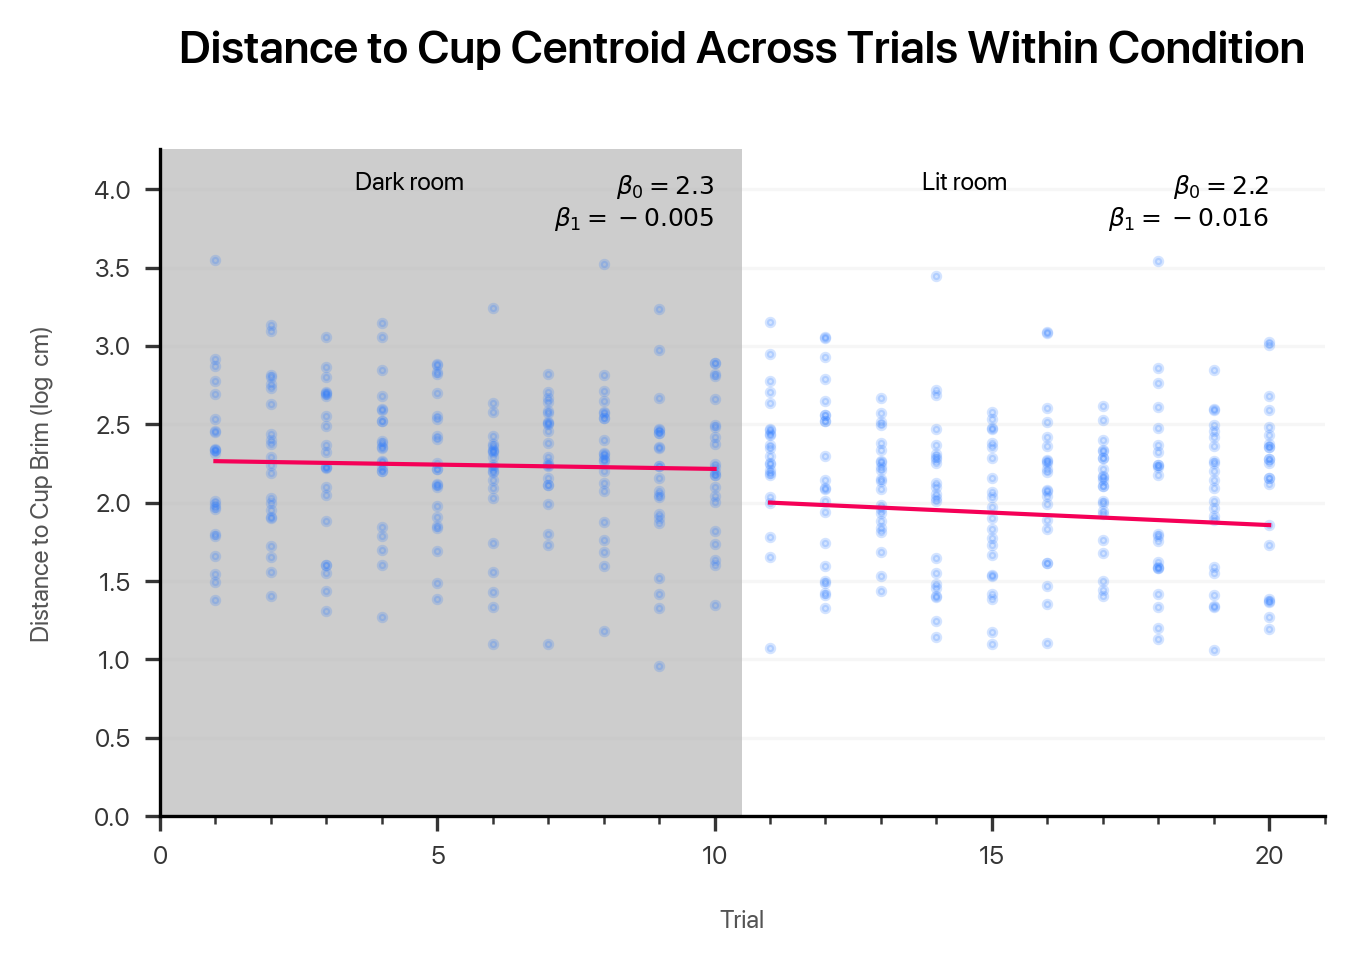 Distance to Cup Centroid Across Trials Within Condition
Dark room
β₀ = 2.3
β₁ = − 0.005
Lit room
β₀ = 2.2
β₁ = − 0.016
Distance to Cup Brim (log cm)
4.0
3.5
3.0
2.5
2.0
1.5
1.0
0.5
0.0
0 5 10 15 20
Trial